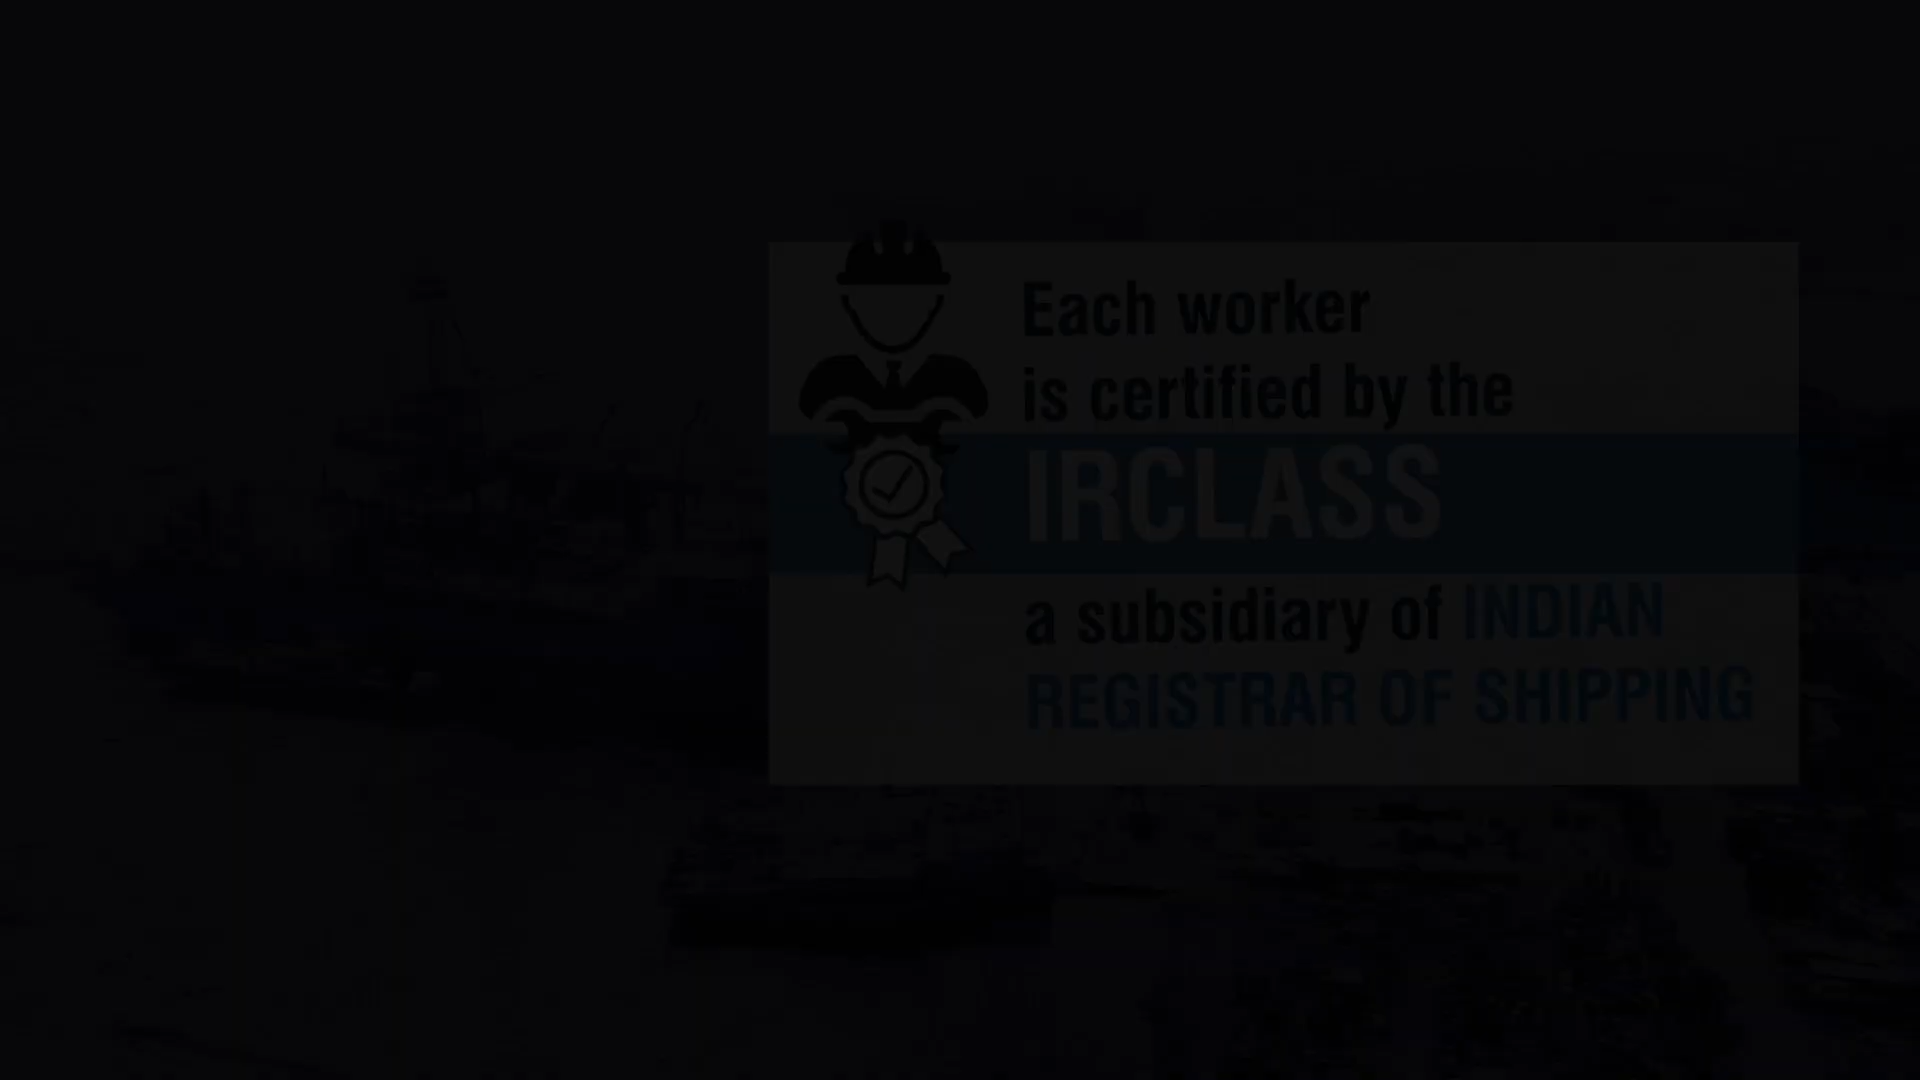 Each worker
is certified by the
IRCLASS
a subsidiary of INDIAN
REGISTRAR OF SHIPPING